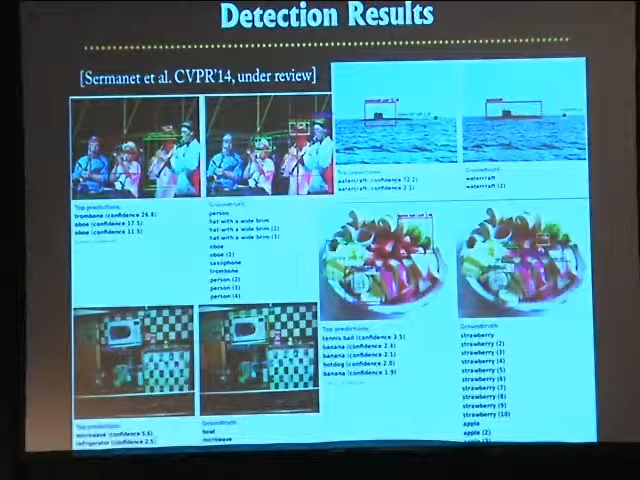 Detection Results
[Sermanet et al. CVPR'14, under review]
Top predictions:
trombone (confidence 26.8)
oboe (confidence 17.5)
oboe (confidence 11.5)
Groundtruth:
person
hat with a wide brim
hat with a wide brim (2)
hat with a wide brim (3)
oboe
oboe (2)
saxophone
trombone
person (2)
person (3)
person (4)
Top predictions:
watercraft (confidence
watercraft (confidence
Groundtruth:
watercraft
watercraft (2)
Top predictions:
microwave (confidence 5.6)
refrigerator (confidence 2.5)
Groundtruth:
bowl
microwave
Top predictions:
tennis ball (confidence 3.5)
banana (confidence 2.4)
banana (confidence 2.1)
hotdog (confidence 2.0)
banana (confidence 1.9)
Groundtruth:
strawberry
strawberry (2)
strawberry (3)
strawberry (4)
strawberry (5)
strawberry (6)
strawberry (7)
strawberry (8)
strawberry (9)
strawberry (10)
apple
apple (2)